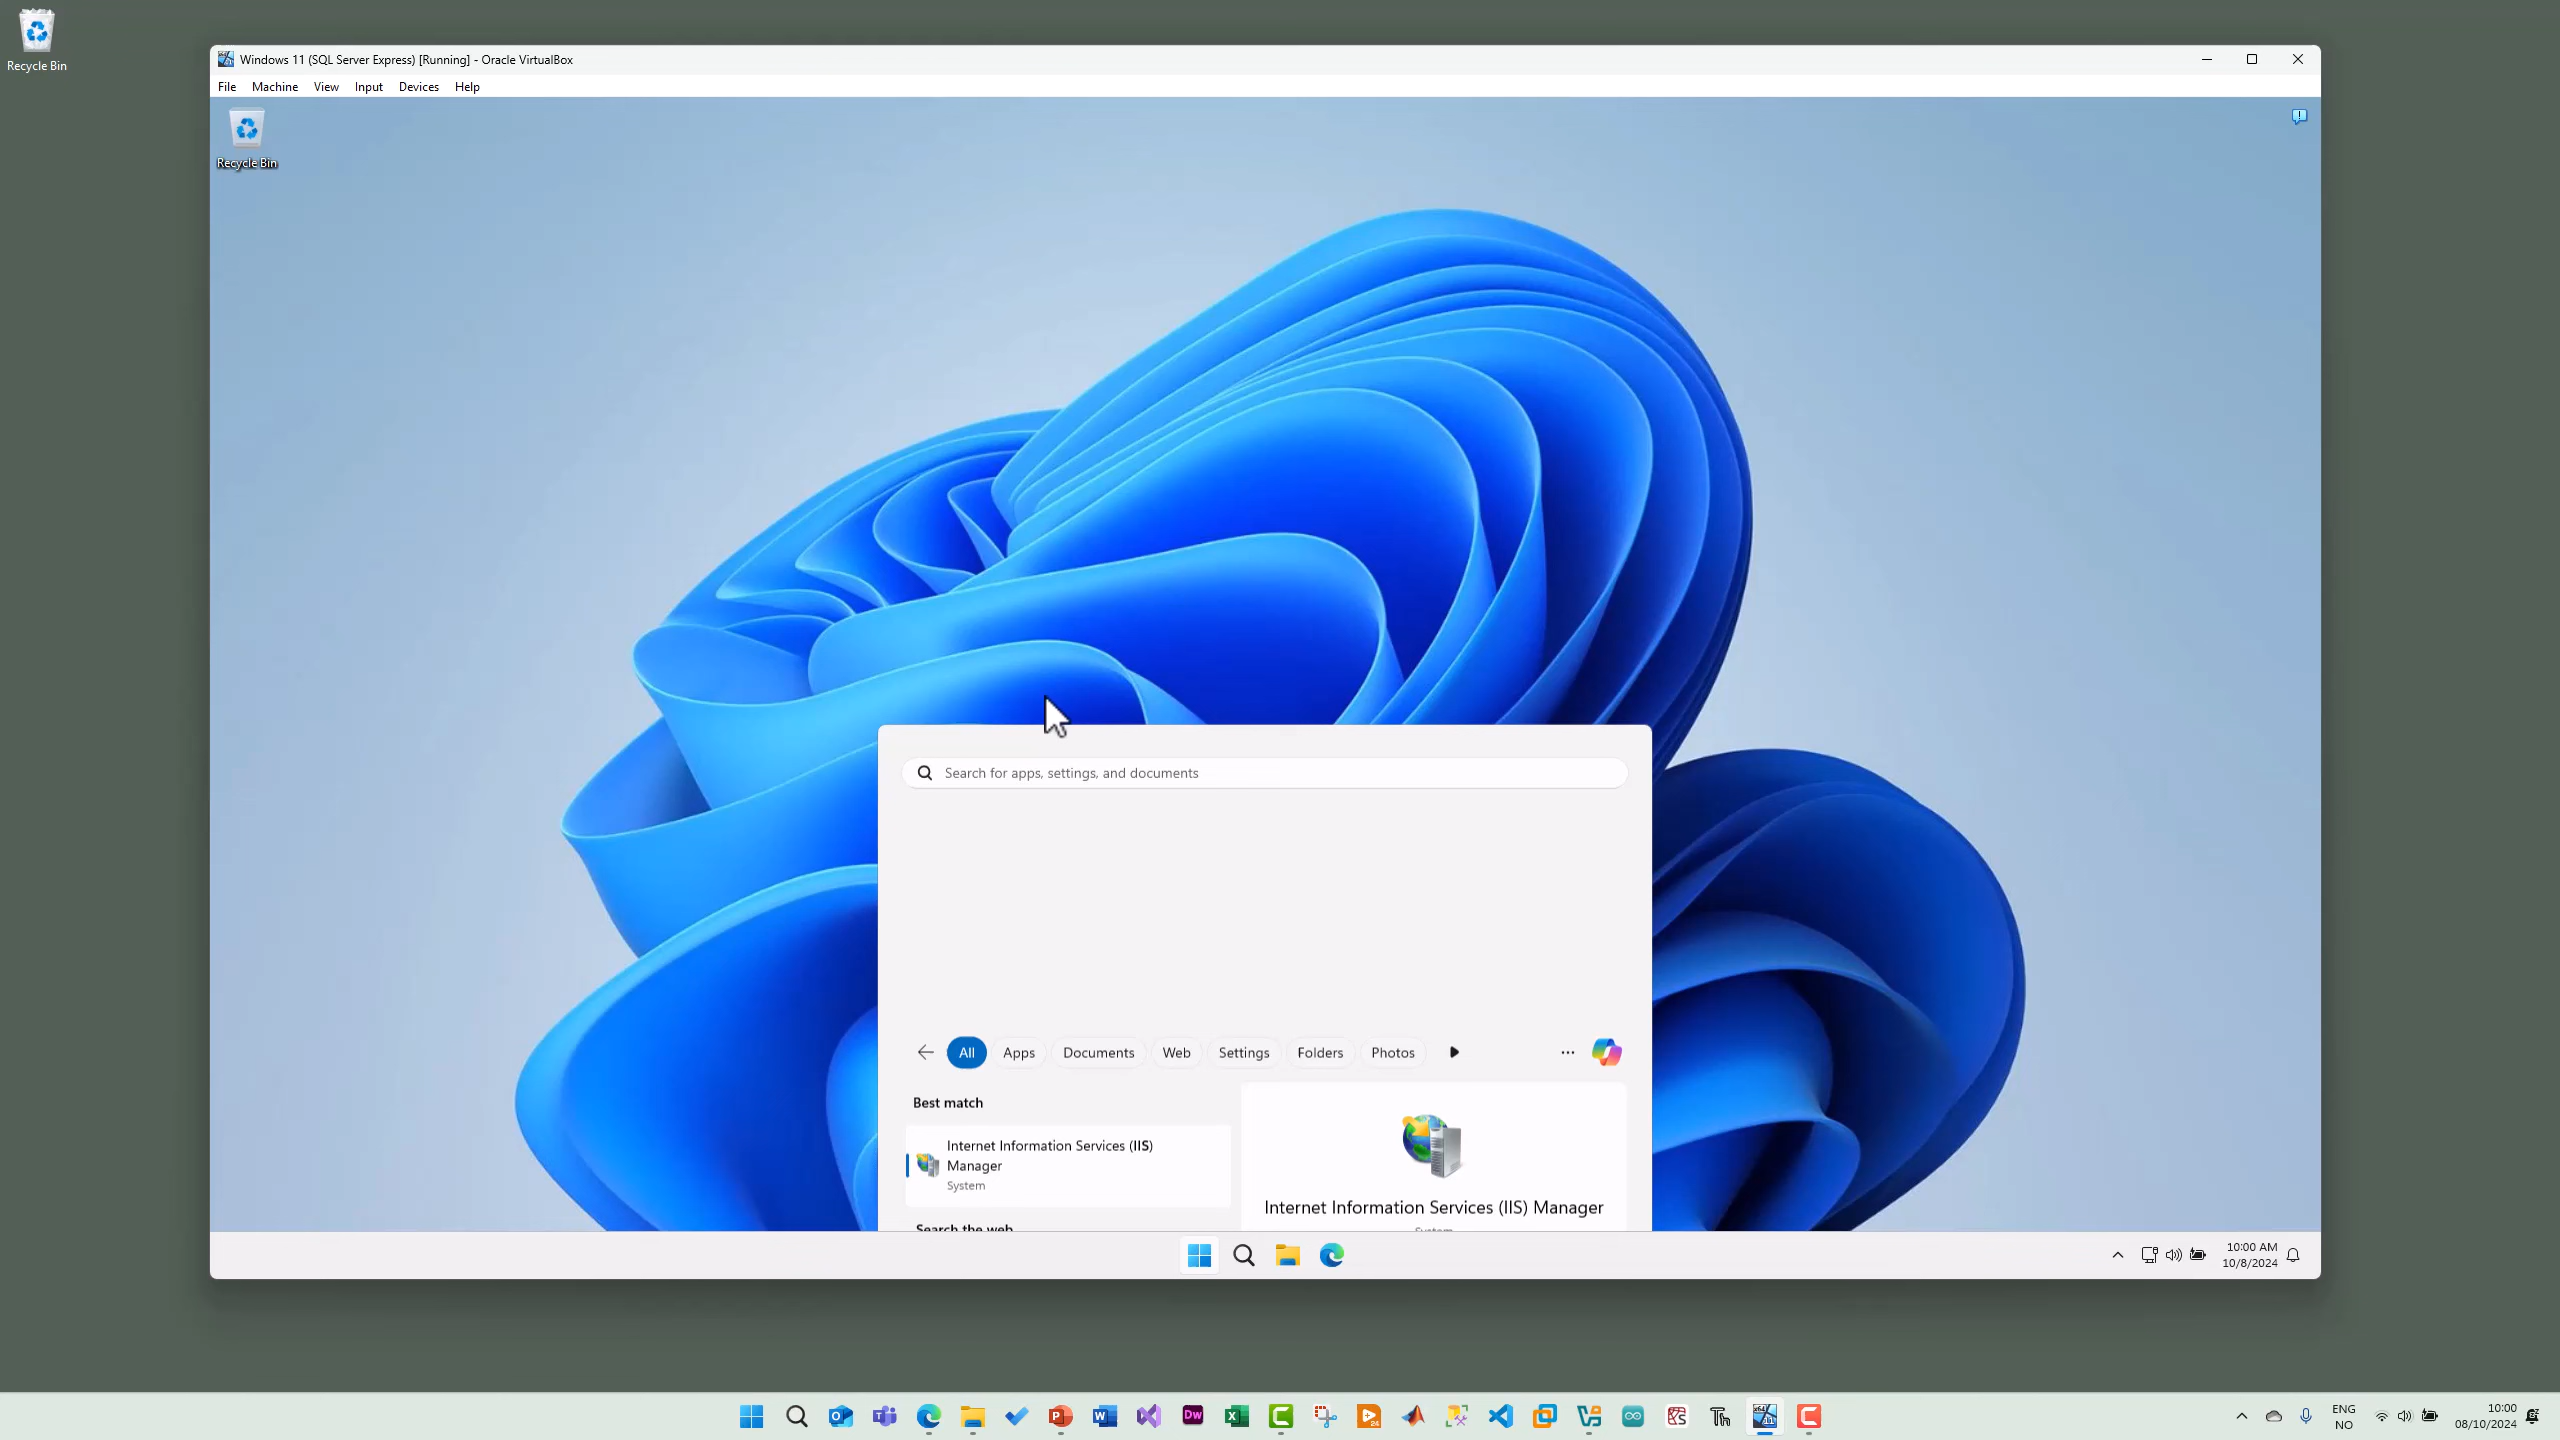 Recycle Bin
Windows 11 (SQL Server Express) [Running] - Oracle VirtualBox
File Machine View Input Devices Help
Recycle Bin
Search for apps, settings, and documents
All Apps Documents Web Settings Folders Photos
Best match
Internet Information Services (IIS)
Manager
System
Search the web
Internet Information Services (IIS) Manager
System
10:00 AM
10/8/2024
ENG
NO
10:00
08/10/2024